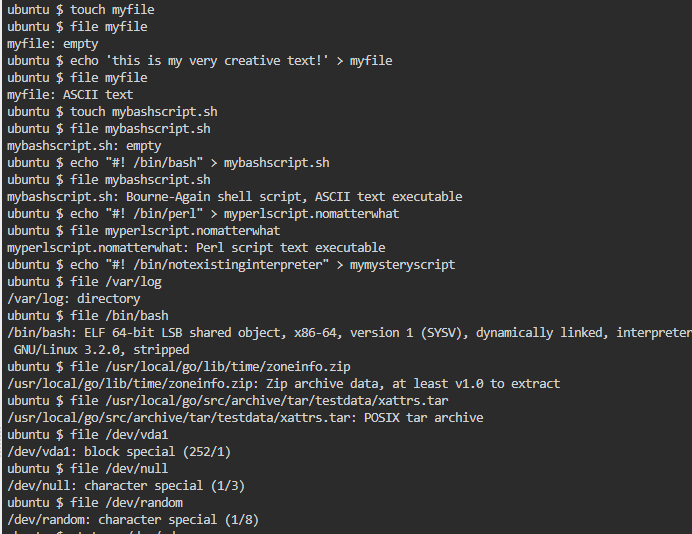 ubuntu $ touch myfile
ubuntu $ file myfile
myfile: empty
ubuntu $ echo 'this is my very creative text!' > myfile
ubuntu $ file myfile
myfile: ASCII text
ubuntu $ touch mybashscript.sh
ubuntu $ file mybashscript.sh
mybashscript.sh: empty
ubuntu $ echo "#! /bin/bash" > mybashscript.sh
ubuntu $ file mybashscript.sh
mybashscript.sh: Bourne-Again shell script, ASCII text executable
ubuntu $ echo "#! /bin/perl" > myperlscript.nomatterwhat
ubuntu $ file myperlscript.nomatterwhat
myperlscript.nomatterwhat: Perl script text executable
ubuntu $ echo "#! /bin/notexistinginterpreter" > mymysteryscript
ubuntu $ file /var/log
/var/log: directory
ubuntu $ file /bin/bash
/bin/bash: ELF 64-bit LSB shared object, x86-64, version 1 (SYSV), dynamically linked, interpreter
GNU/Linux 3.2.0, stripped
ubuntu $ file /usr/local/go/lib/time/zoneinfo.zip
/usr/local/go/lib/time/zoneinfo.zip: Zip archive data, at least v1.0 to extract
ubuntu $ file /usr/local/go/src/archive/tar/testdata/xattrs.tar
/usr/local/go/src/archive/tar/testdata/xattrs.tar: POSIX tar archive
ubuntu $ file /dev/vda1
/dev/vda1: block special (252/1)
ubuntu $ file /dev/null
/dev/null: character special (1/3)
ubuntu $ file /dev/random
/dev/random: character special (1/8)